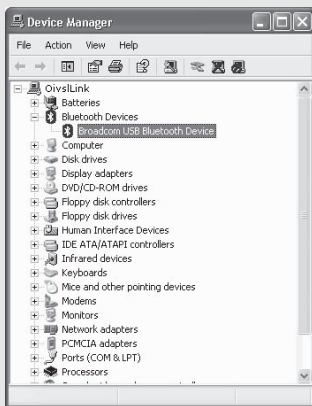 Device Manager
File Action View Help
OivslLink
Batteries
Bluetooth Devices
Broadcom USB Bluetooth Device
Computer
Disk drives
Display adapters
DVD/CD-ROM drives
Floppy disk controllers
Floppy disk drives
Human Interface Devices
IDE ATA/ATAPI controllers
Infrared devices
Keyboards
Mice and other pointing devices
Modems
Monitors
Network adapters
PCMCIA adapters
Ports (COM & LPT)
Processors